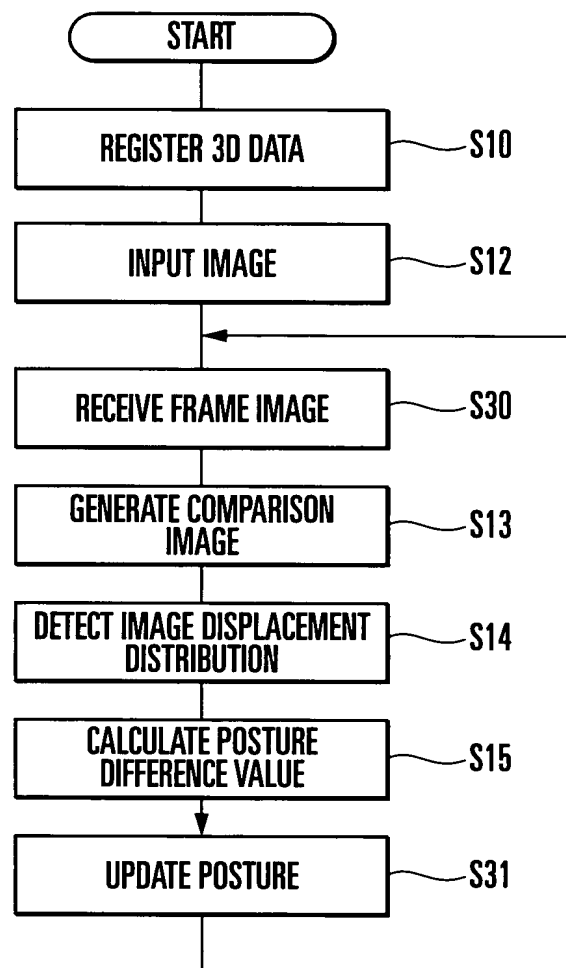 START
REGISTER 3D DATA
S10
INPUT IMAGE
S12
RECEIVE FRAME IMAGE
S30
GENERATE COMPARISON
IMAGE
S13
DETECT IMAGE DISPLACEMENT
DISTRIBUTION
S14
CALCULATE POSTURE
DIFFERENCE VALUE
S15
UPDATE POSTURE
S31